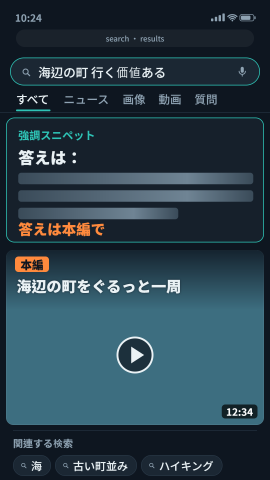 10:24
search • results
海辺の町 行く価値ある
すべて ニュース 画像 動画 質問
強調スニペット
答えは：
答えは本編で
本編
海辺の町をぐるっと一周
12:34
関連する検索
海 古い町並み ハイキング